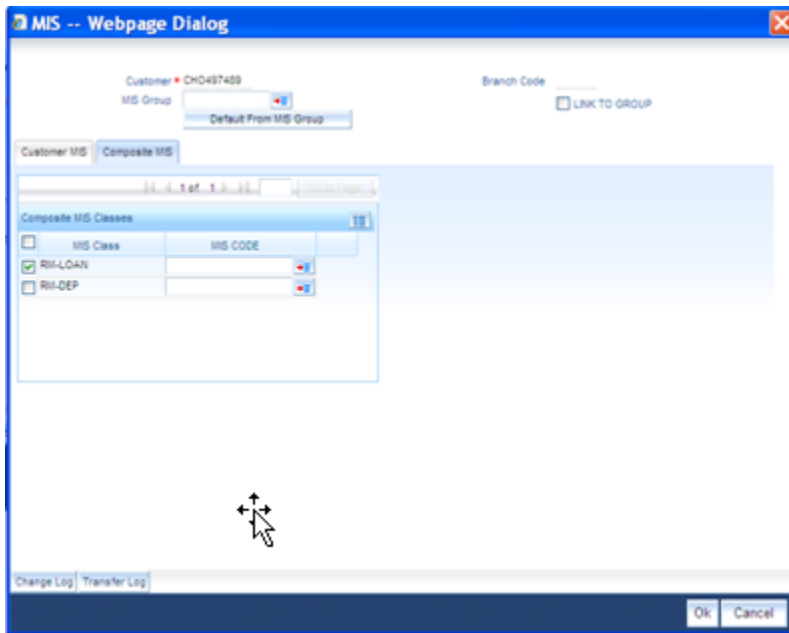 MIS -- Webpage Dialog
Customer * CHO497489 Branch Code
MIS Group LINK TO GROUP
Default From MIS Group
Customer MIS Composite MIS
1 of 1
Composite MIS Classes
MIS Class MIS CODE
RM-LOAN
RM-DEP
Change Log Transfer Log
Ok Cancel